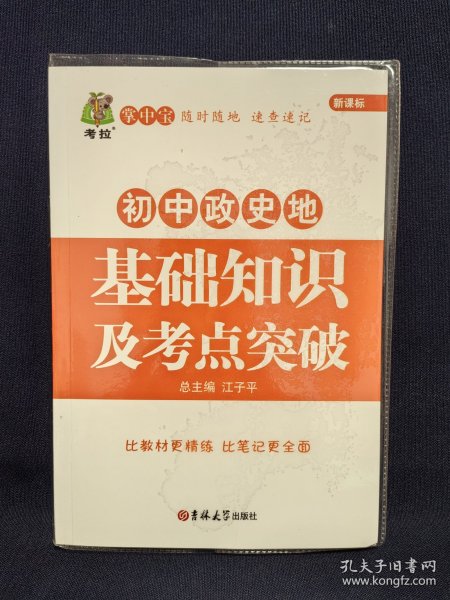 新课标
考拉®
掌中宝 随时随地 速查速记
初中政史地
基础知识
及考点突破
总主编 江子平
比教材更精练 比笔记更全面
吉林大学出版社
孔夫子旧书网
www.kongfz.com